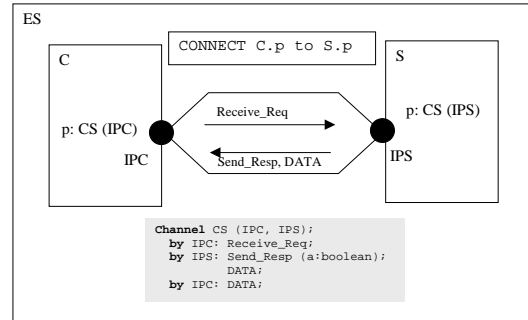 ES
CONNECT C.p to S.p
C
S
p: CS (IPC)
p: CS (IPS)
Receive_Req
IPC
IPS
Send_Resp, DATA
Channel CS (IPC, IPS);
by IPC: Receive_Req;
by IPS: Send_Resp (a:boolean);
DATA;
by IPC: DATA;